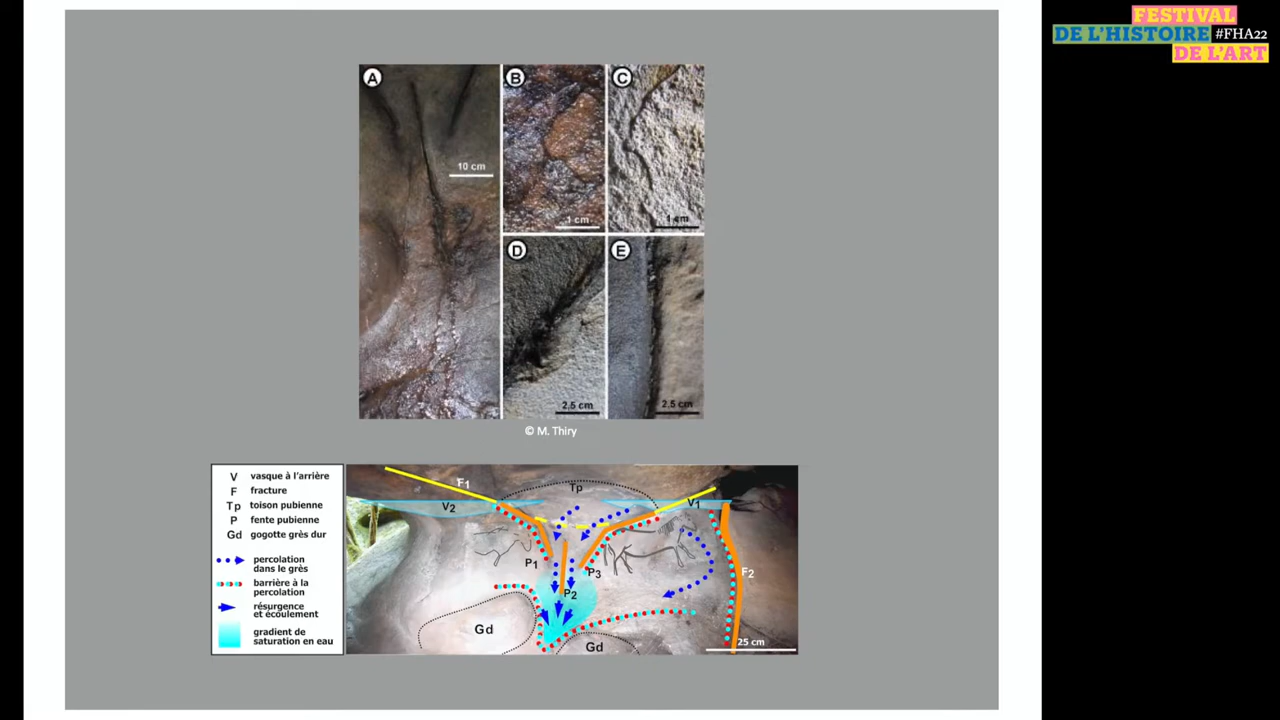 FESTIVAL
DE L'HISTOIRE #FHA22
DE L'ART
A
B
C
10 cm
1 cm
1 cm
D
E
2.5 cm
2.5 cm
© M. Thiry
V vasque à l'arrière
F fracture
Tp toison pubienne
P fente pubienne
Gd gogotte grès dur
percolation
dans le grès
barrière à la
percolation
résurgence
et écoulement
gradient de
saturation en eau
F1
Tp
V2
V1
P1
P3
F2
P2
Gd
Gd
25 cm